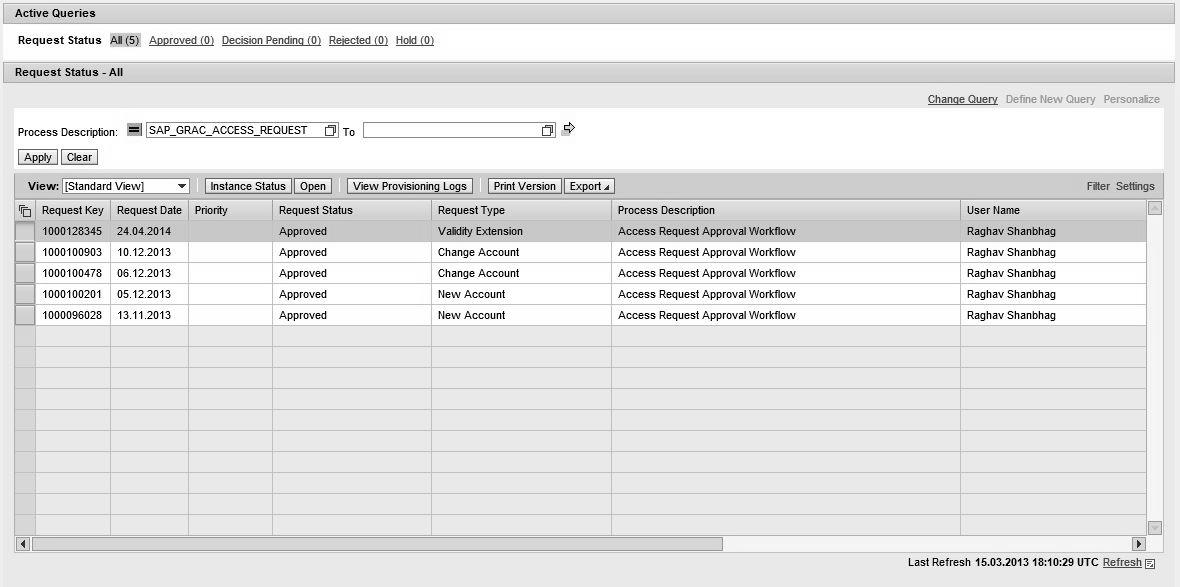 Active Queries
Request Status All (5) Approved (0) Decision Pending (0) Rejected (0) Hold (0)
Request Status - All
Change Query Define New Query Personalize
Process Description: SAP_GRAC_ACCESS_REQUEST To
Apply Clear
View: [Standard View] Instance Status Open View Provisioning Logs Print Version Export Filter Settings
Request Key Request Date Priority Request Status Request Type Process Description User Name
1000128345 24.04.2014 Approved Validity Extension Access Request Approval Workflow Raghav Shanbhag
1000100903 10.12.2013 Approved Change Account Access Request Approval Workflow Raghav Shanbhag
1000100478 06.12.2013 Approved Change Account Access Request Approval Workflow Raghav Shanbhag
1000100201 05.12.2013 Approved New Account Access Request Approval Workflow Raghav Shanbhag
1000096028 13.11.2013 Approved New Account Access Request Approval Workflow Raghav Shanbhag
Last Refresh 15.03.2013 18:10:29 UTC Refresh